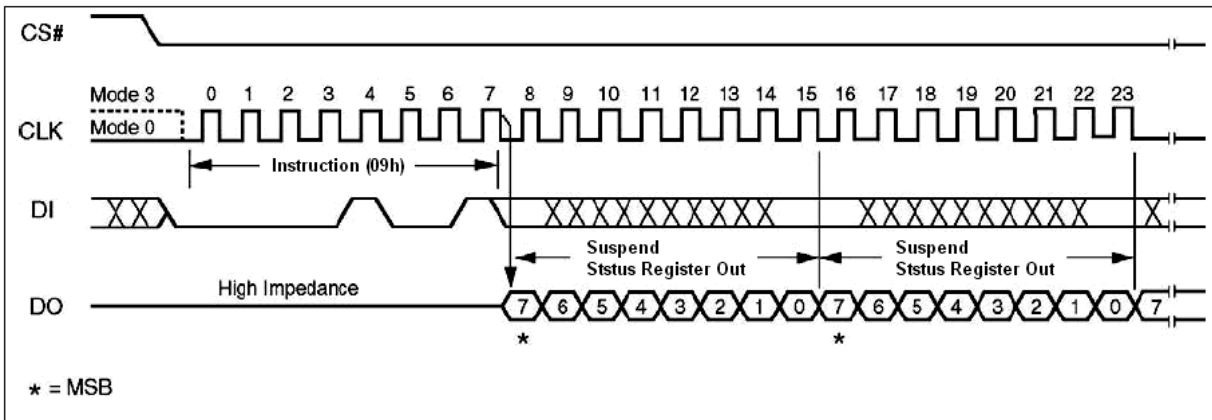 CS#
Mode 3
0 1 2 3 4 5 6 7 8 9 10 11 12 13 14 15 16 17 18 19 20 21 22 23
CLK
Mode 0
Instruction (09h)
DI
Suspend
Ststus Register Out
Suspend
Ststus Register Out
High Impedance
DO
7 6 5 4 3 2 1 0 7 6 5 4 3 2 1 0 7
* *
* = MSB